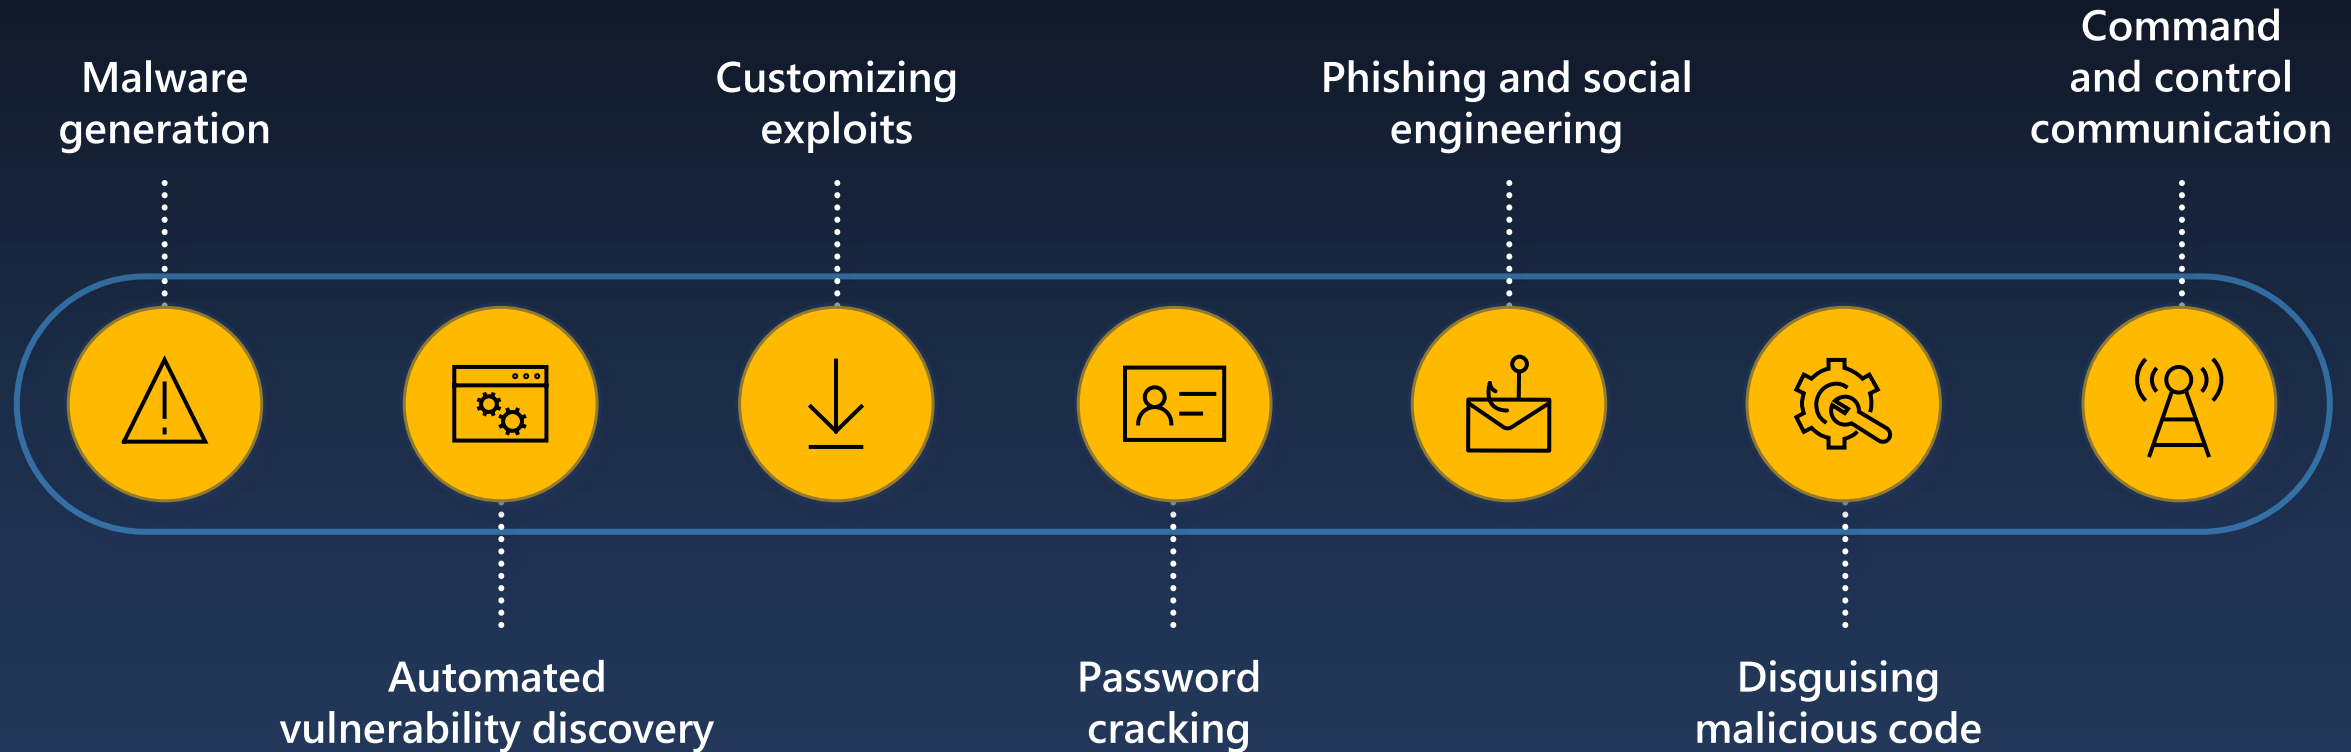 Malware
generation
Automated
vulnerability discovery
Customizing
exploits
Password
cracking
Phishing and social
engineering
Disguising
malicious code
Command
and control
communication